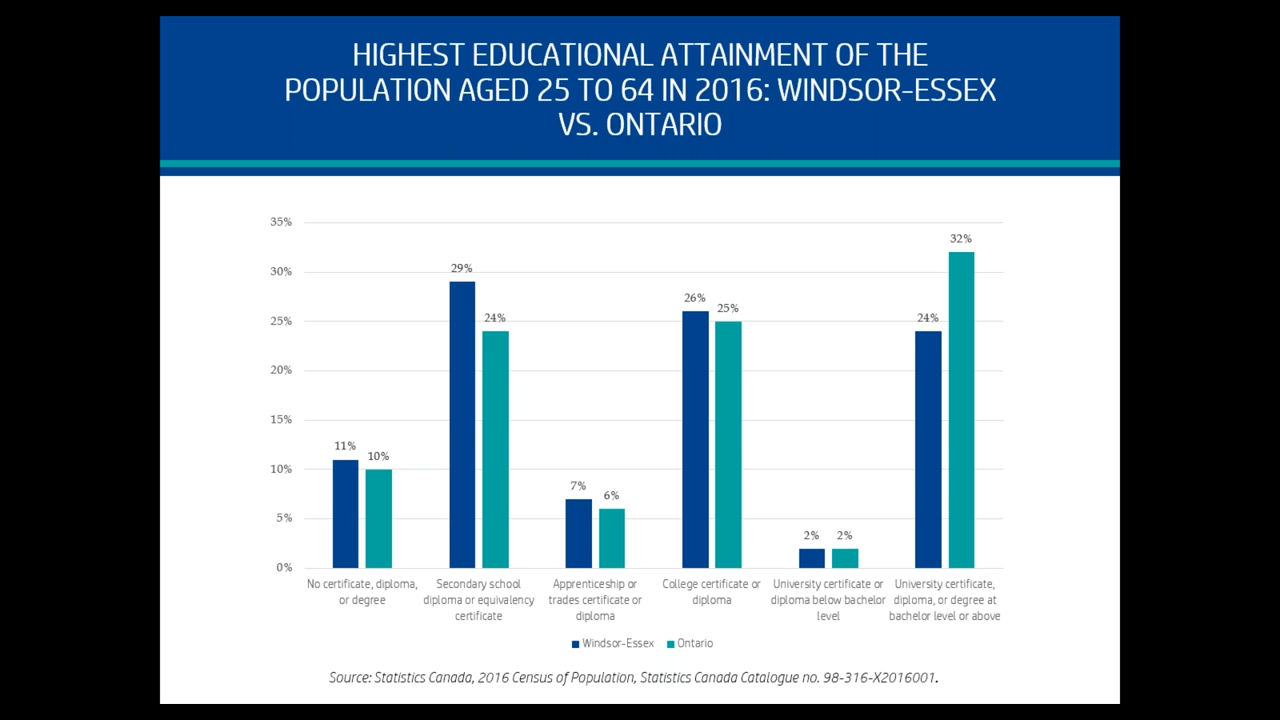 HIGHEST EDUCATIONAL ATTAINMENT OF THE
POPULATION AGED 25 TO 64 IN 2016: WINDSOR-ESSEX
VS. ONTARIO
35%
30%
25%
20%
15%
10%
5%
0%
11%
10%
29%
24%
7%
6%
26%
25%
2%
2%
24%
32%
No certificate, diploma,
or degree
Secondary school
diploma or equivalency
certificate
Apprenticeship or
trades certificate or
diploma
College certificate or
diploma
University certificate or
diploma below bachelor
level
University certificate,
diploma, or degree at
bachelor level or above
Windsor-Essex
Ontario
Source: Statistics Canada, 2016 Census of Population, Statistics Canada Catalogue no. 98-316-X2016001.